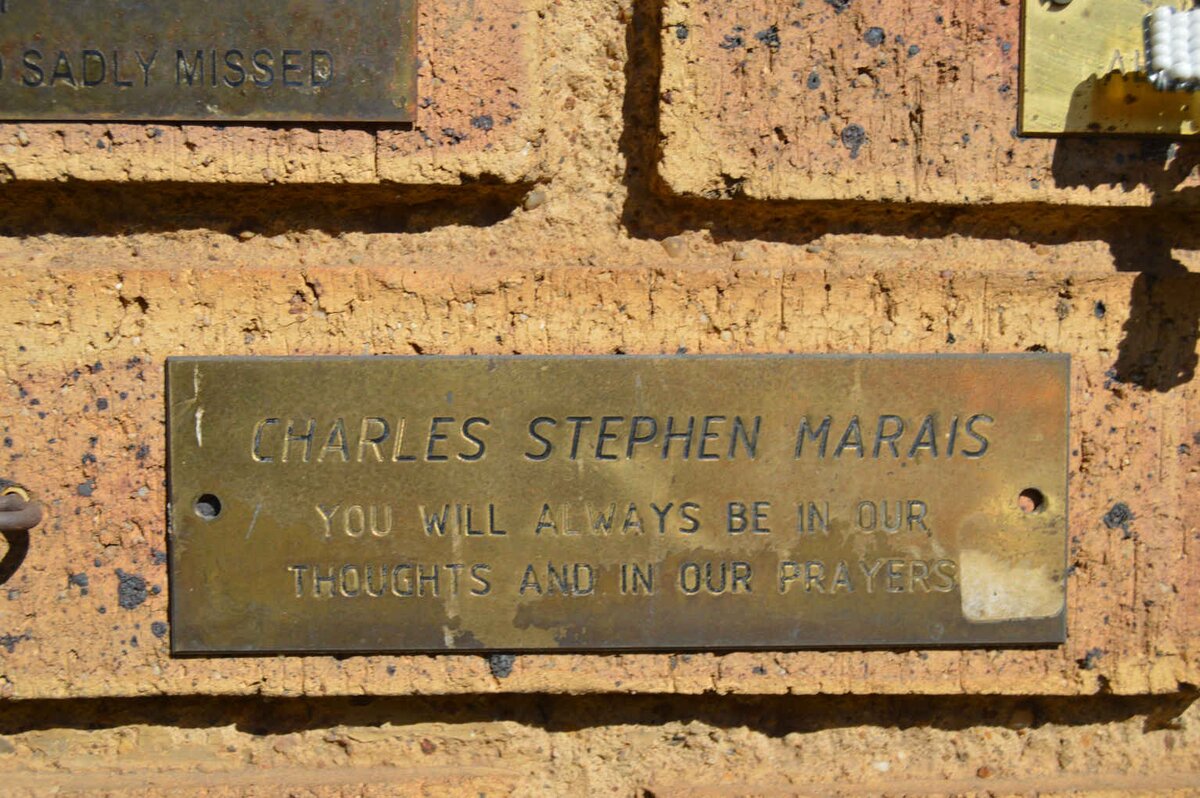 SADLY MISSED
CHARLES STEPHEN MARAIS
YOU WILL ALWAYS BE IN OUR
THOUGHTS AND IN OUR PRAYERS